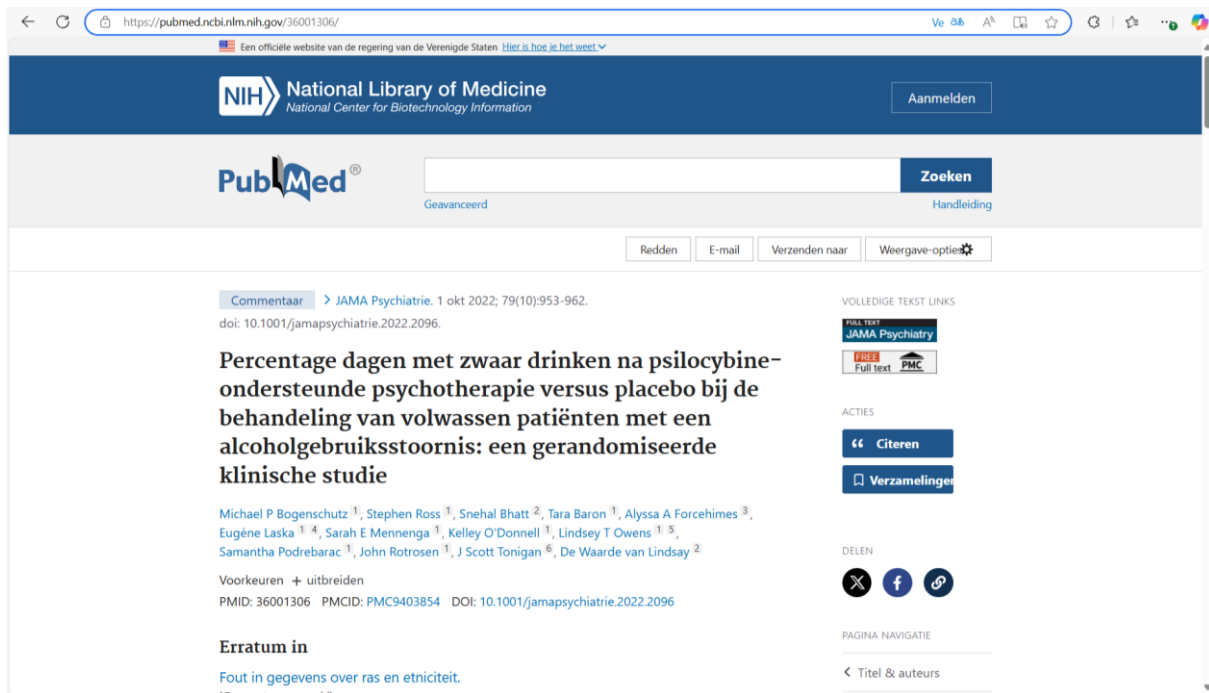 https://pubmed.ncbi.nlm.nih.gov/36001306/
Een officiële website van de regering van de Verenigde Staten Hier is hoe je het weet
NIH National Library of Medicine
National Center for Biotechnology Information
Aanmelden
PubMed®
Zoeken
Geavanceerd
Handleiding
Redden
E-mail
Verzenden naar
Weergave-opties
Commentaar > JAMA Psychiatrie. 1 okt 2022; 79(10):953-962.
doi: 10.1001/jamapsychiatrie.2022.2096.
Percentage dagen met zwaar drinken na psilocybine-
ondersteunde psychotherapie versus placebo bij de
behandeling van volwassen patiënten met een
alcoholgebruiksstoornis: een gerandomiseerde
klinische studie
Michael P Bogenschutz 1, Stephen Ross 1, Snehal Bhatt 2, Tara Baron 1, Alyssa A Forcehimes 3,
Eugène Laska 1 4, Sarah E Mennenga 1, Kelley O'Donnell 1, Lindsey T Owens 1 5,
Samantha Podrebarac 1, John Rotrosen 1, J Scott Tonigan 6, De Waarde van Lindsay 2
Voorkeuren + uitbreiden
PMID: 36001306 PMCID: PMC9403854 DOI: 10.1001/jamapsychiatrie.2022.2096
Erratum in
Fout in gegevens over ras en etniciteit.
VOLLEDIGE TEKST LINKS
FULL TEXT
JAMA Psychiatry
FREE
Full text PMC
ACTIES
Citeren
Verzamelingen
DELEN
PAGINA NAVIGATIE
< Titel & auteurs